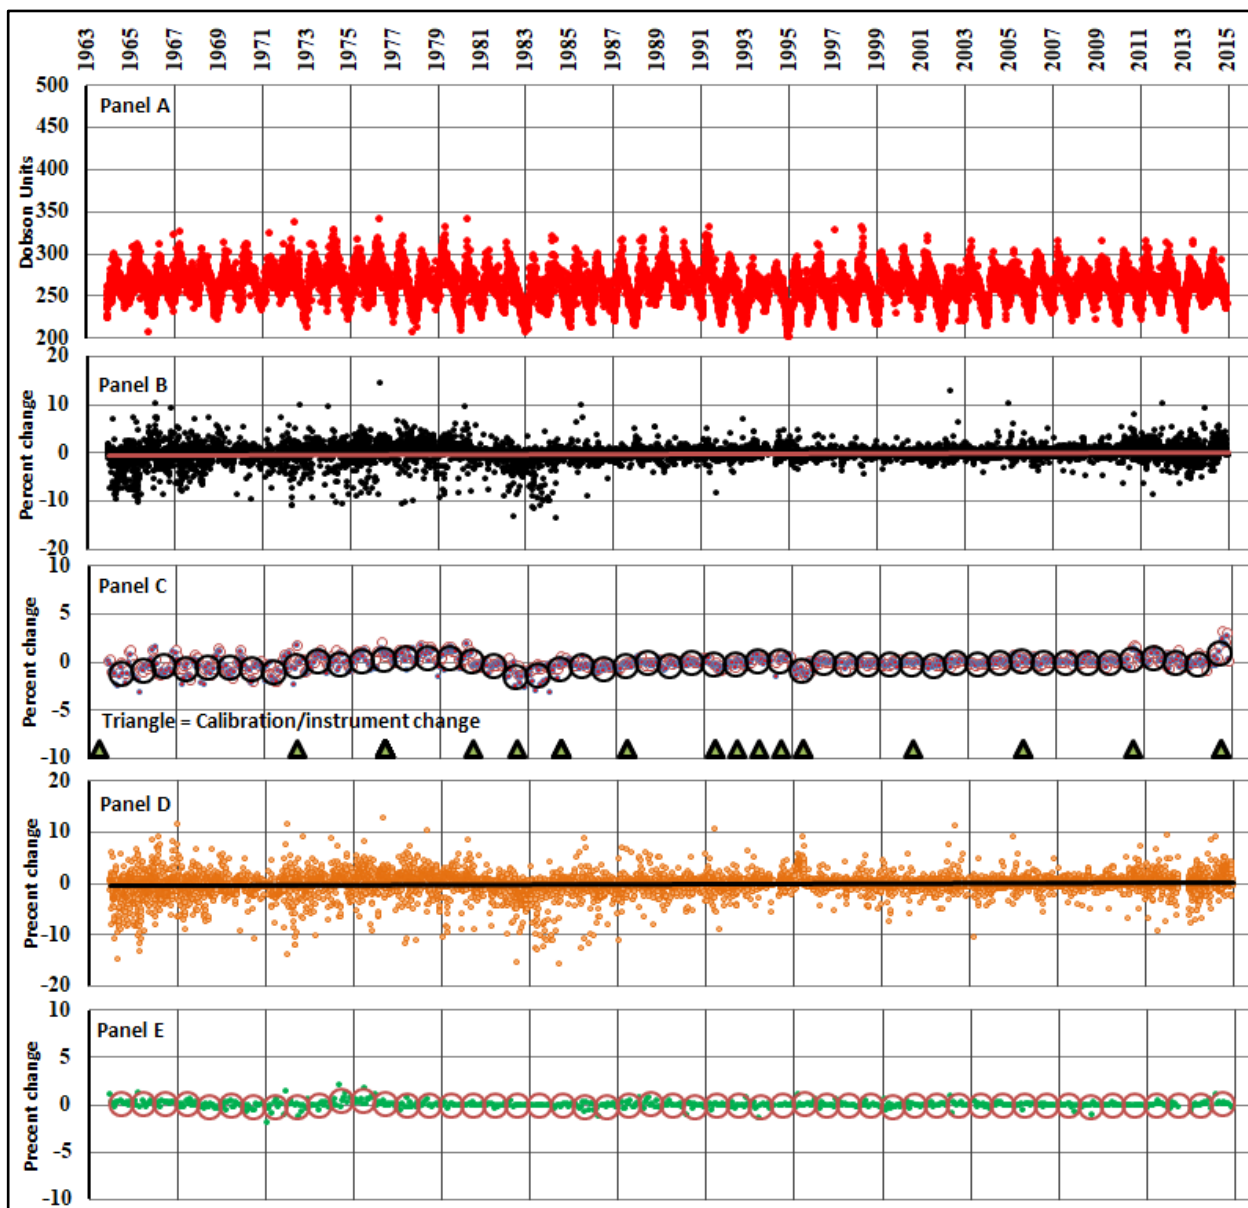 1963 1965 1967 1969 1971 1973 1975 1977 1979 1981 1983 1985 1987 1989 1991 1993 1995 1997 1999 2001 2003 2005 2007 2009 2011 2013 2015
500
Panel A
450
400
350
300
250
200
Dobson Units
20
Panel B
10
0
-10
-20
Percent change
10
Panel C
5
0
-5
Triangle = Calibration/instrument change
-10
Percent change
20
Panel D
10
0
-10
-20
Precent change
10
Panel E
5
0
-5
-10
Precent change